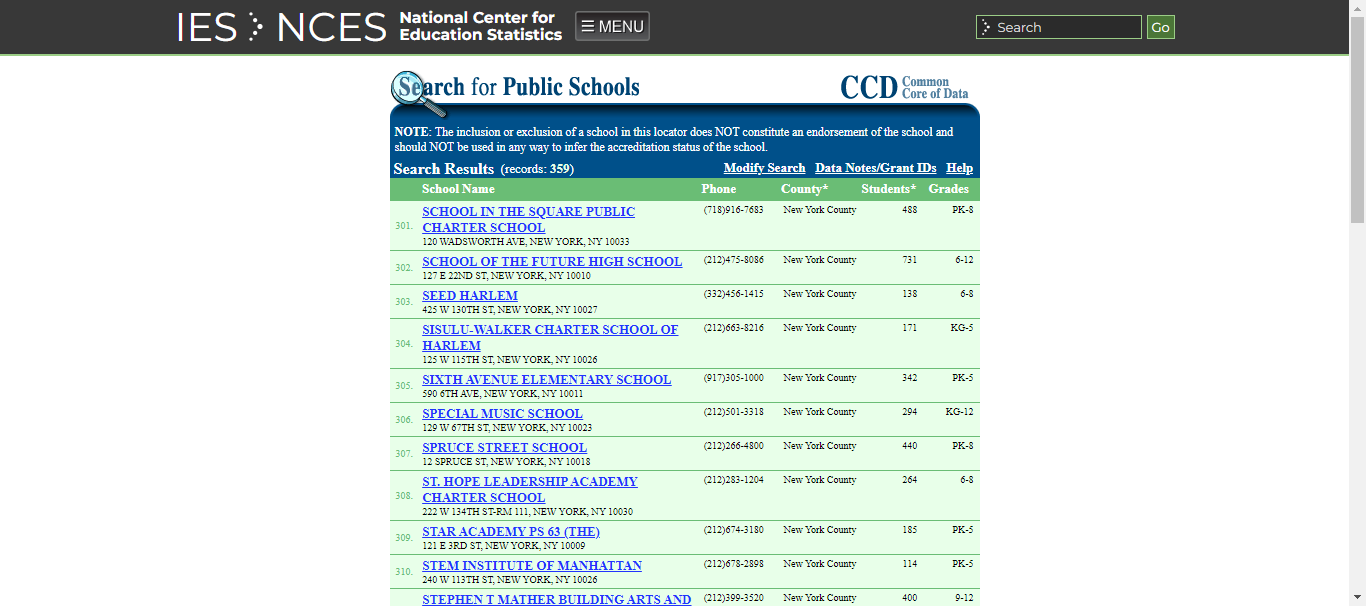 IES NCES National Center for
Education Statistics
☰ MENU
Search
Go
Search for Public Schools
CCD Common
Core of Data
NOTE: The inclusion or exclusion of a school in this locator does NOT constitute an endorsement of the school and
should NOT be used in any way to infer the accreditation status of the school.
Search Results (records: 359) Modify Search Data Notes/Grant IDs Help
School Name Phone County* Students* Grades
301. SCHOOL IN THE SQUARE PUBLIC (718)916-7683 New York County 488 PK-8
CHARTER SCHOOL
120 WADSWORTH AVE, NEW YORK, NY 10033
302. SCHOOL OF THE FUTURE HIGH SCHOOL (212)475-8086 New York County 731 6-12
127 E 22ND ST, NEW YORK, NY 10010
303. SEED HARLEM (332)456-1415 New York County 138 6-8
425 W 130TH ST, NEW YORK, NY 10027
304. SISULU-WALKER CHARTER SCHOOL OF (212)663-8216 New York County 171 KG-5
HARLEM
125 W 115TH ST, NEW YORK, NY 10026
305. SIXTH AVENUE ELEMENTARY SCHOOL (917)305-1000 New York County 342 PK-5
590 6TH AVE, NEW YORK, NY 10011
306. SPECIAL MUSIC SCHOOL (212)501-3318 New York County 294 KG-12
129 W 67TH ST, NEW YORK, NY 10023
307. SPRUCE STREET SCHOOL (212)266-4800 New York County 440 PK-8
12 SPRUCE ST, NEW YORK, NY 10018
308. ST. HOPE LEADERSHIP ACADEMY (212)283-1204 New York County 264 6-8
CHARTER SCHOOL
222 W 134TH ST-RM 111, NEW YORK, NY 10030
309. STAR ACADEMY PS 63 (THE) (212)674-3180 New York County 185 PK-5
121 E 3RD ST, NEW YORK, NY 10009
310. STEM INSTITUTE OF MANHATTAN (212)678-2898 New York County 114 PK-5
240 W 113TH ST, NEW YORK, NY 10026
STEPHEN T MATHER BUILDING ARTS AND (212)399-3520 New York County 400 9-12